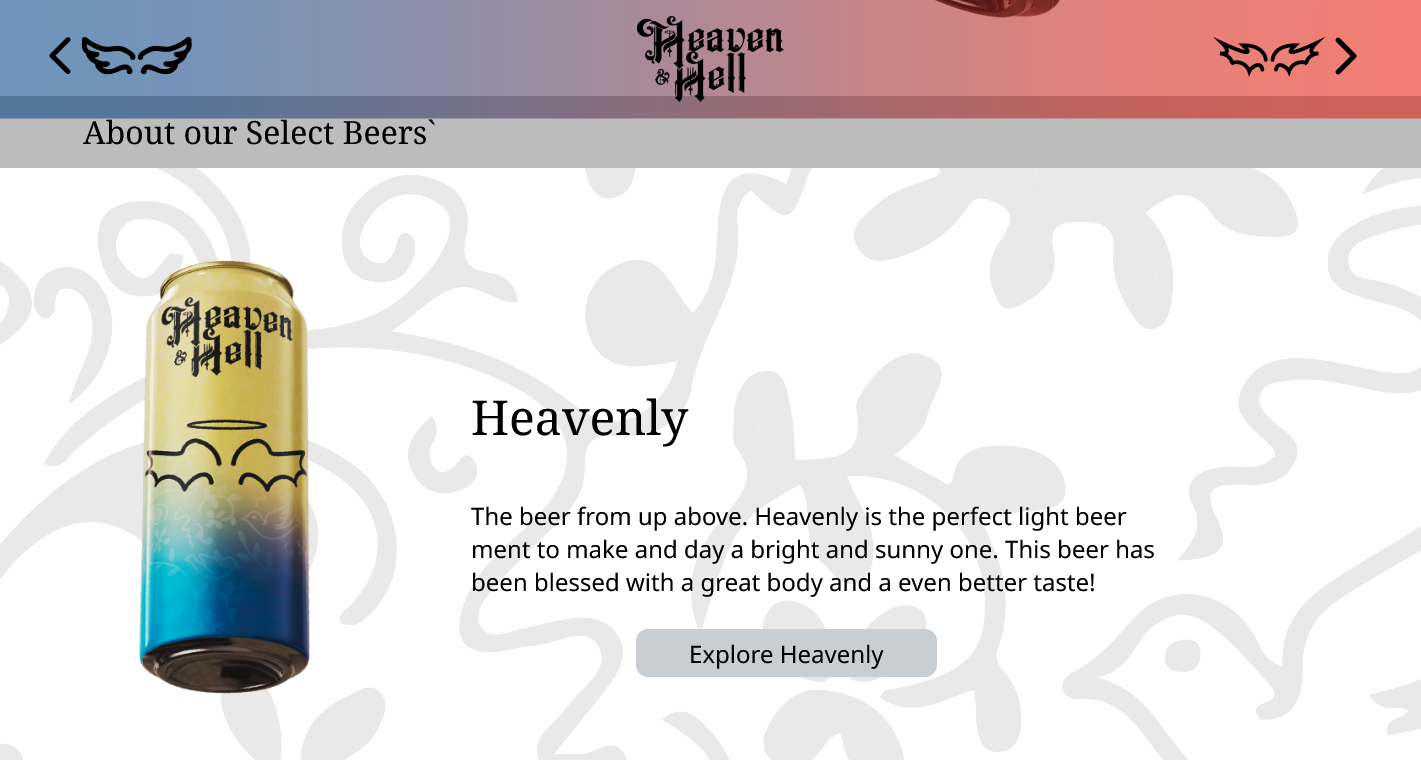 Heaven
& Hell
About our Select Beers`
Heaven
& Hell
Heavenly
The beer from up above. Heavenly is the perfect light beer
ment to make and day a bright and sunny one. This beer has
been blessed with a great body and a even better taste!
Explore Heavenly